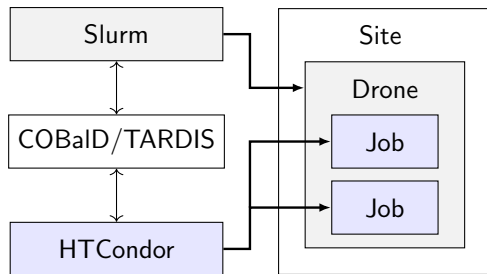 Slurm
COBalD/TARDIS
HTCondor
Site
Drone
Job
Job